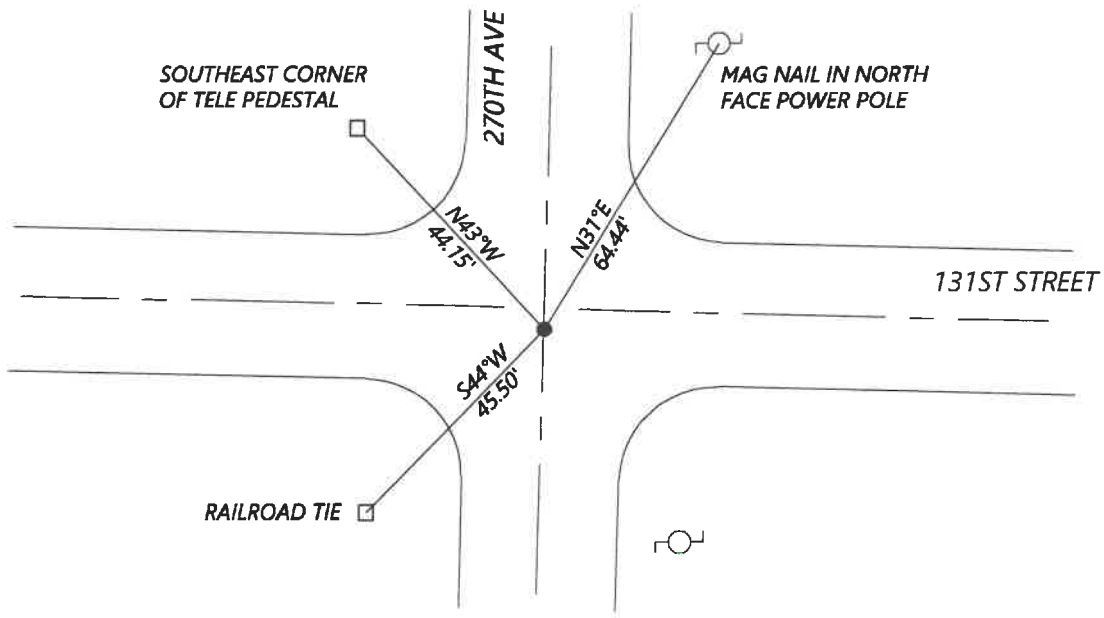 270TH AVE
SOUTHEAST CORNER
OF TELE PEDESTAL
MAG NAIL IN NORTH
FACE POWER POLE
N43°W
44.15'
N31°E
64.44'
131ST STREET
S44°W
45.50'
RAILROAD TIE